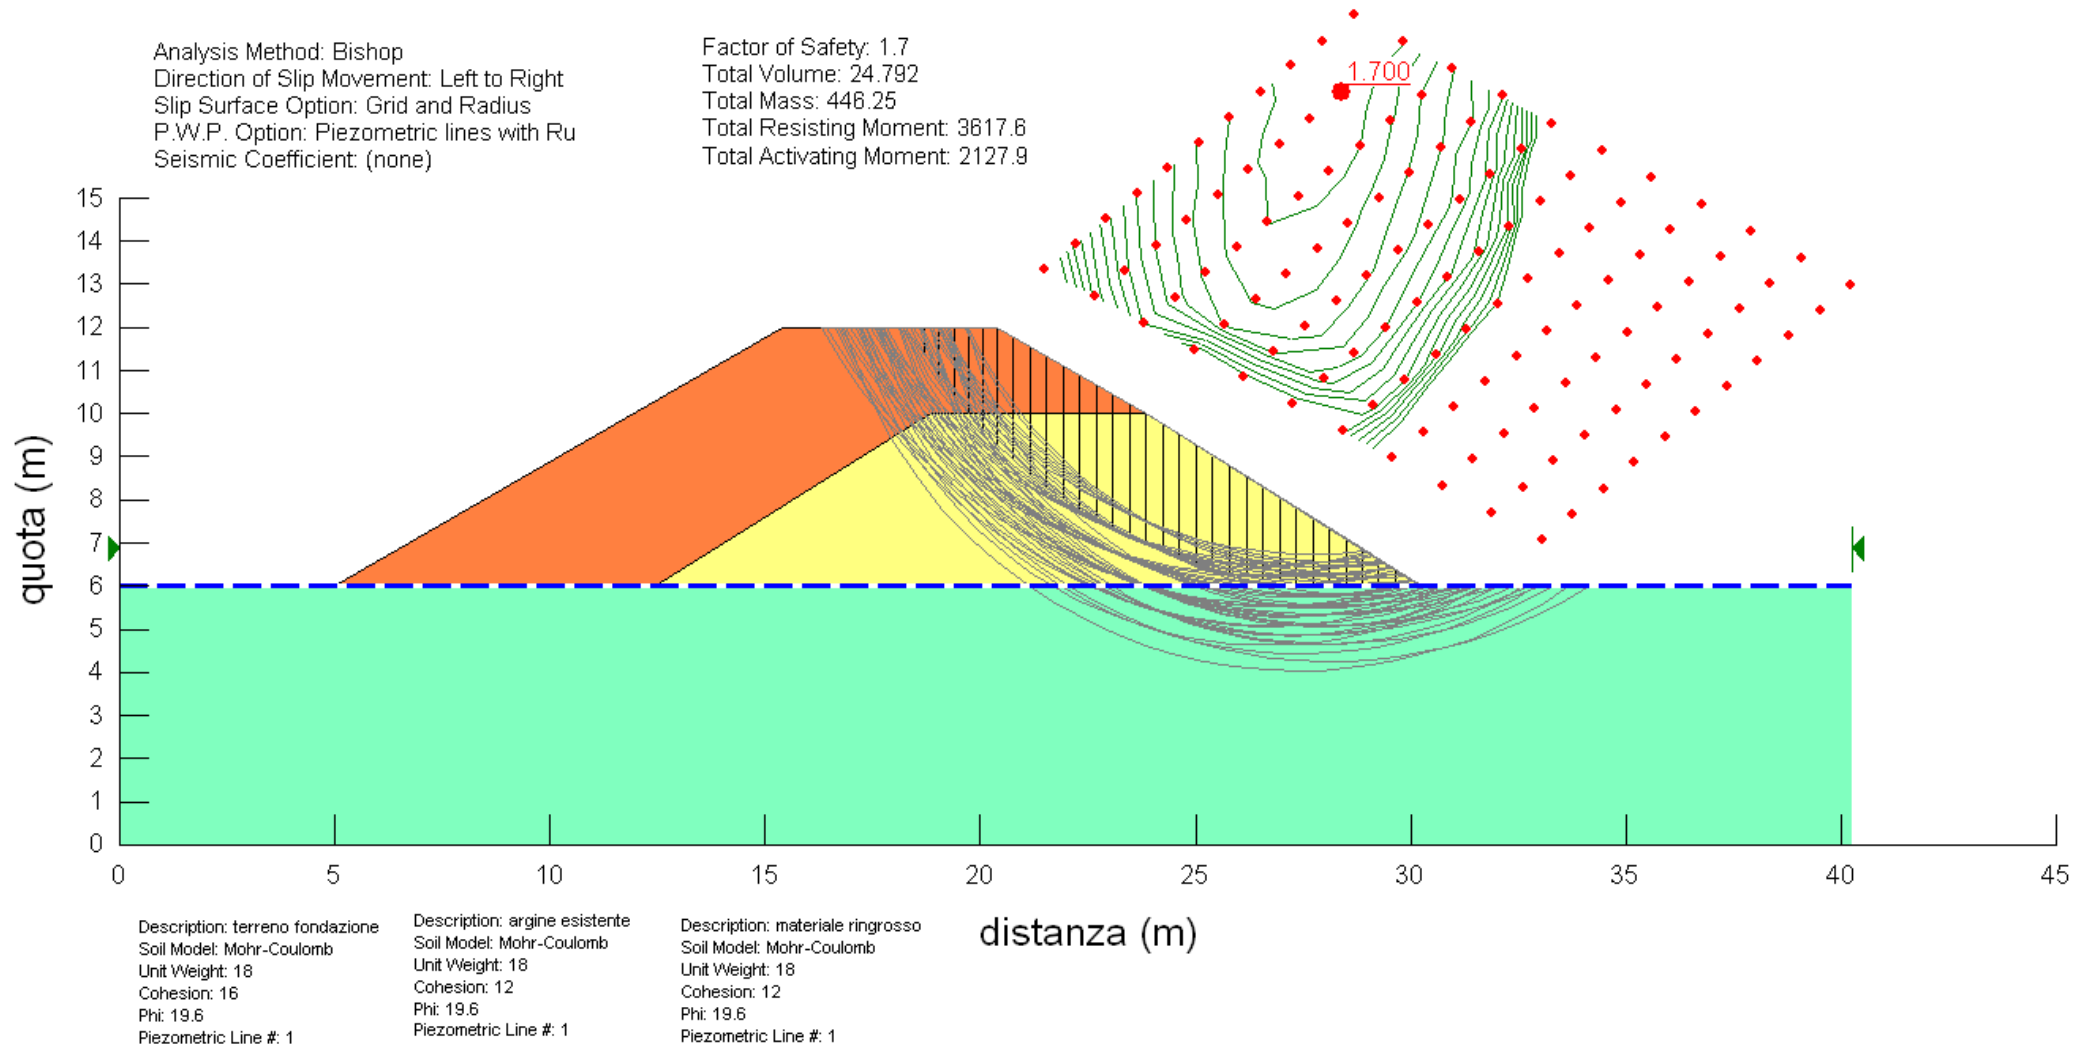 Analysis Method: Bishop
Direction of Slip Movement: Left to Right
Slip Surface Option: Grid and Radius
P.W.P. Option: Piezometric lines with Ru
Seismic Coefficient: (none)
Factor of Safety: 1.7
Total Volume: 24.792
Total Mass: 446.25
Total Resisting Moment: 3617.6
Total Activating Moment: 2127.9
1.700
quota (m)
15
14
13
12
11
10
9
8
7
6
5
4
3
2
1
0
0 5 10 15 20 25 30 35 40 45
distanza (m)
Description: terreno fondazione
Soil Model: Mohr-Coulomb
Unit Weight: 18
Cohesion: 16
Phi: 19.6
Piezometric Line #: 1
Description: argine esistente
Soil Model: Mohr-Coulomb
Unit Weight: 18
Cohesion: 12
Phi: 19.6
Piezometric Line #: 1
Description: materiale ringrosso
Soil Model: Mohr-Coulomb
Unit Weight: 18
Cohesion: 12
Phi: 19.6
Piezometric Line #: 1